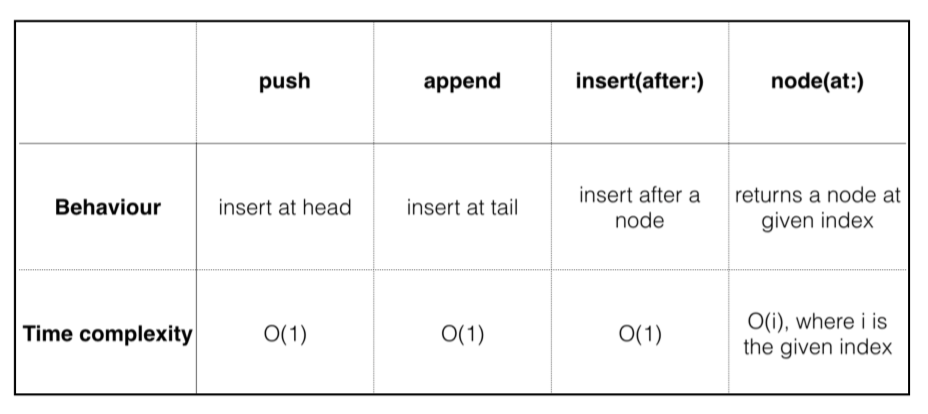 push append insert(after:) node(at:)
Behaviour insert at head insert at tail insert after a node returns a node at given index
Time complexity O(1) O(1) O(1) O(i), where i is the given index